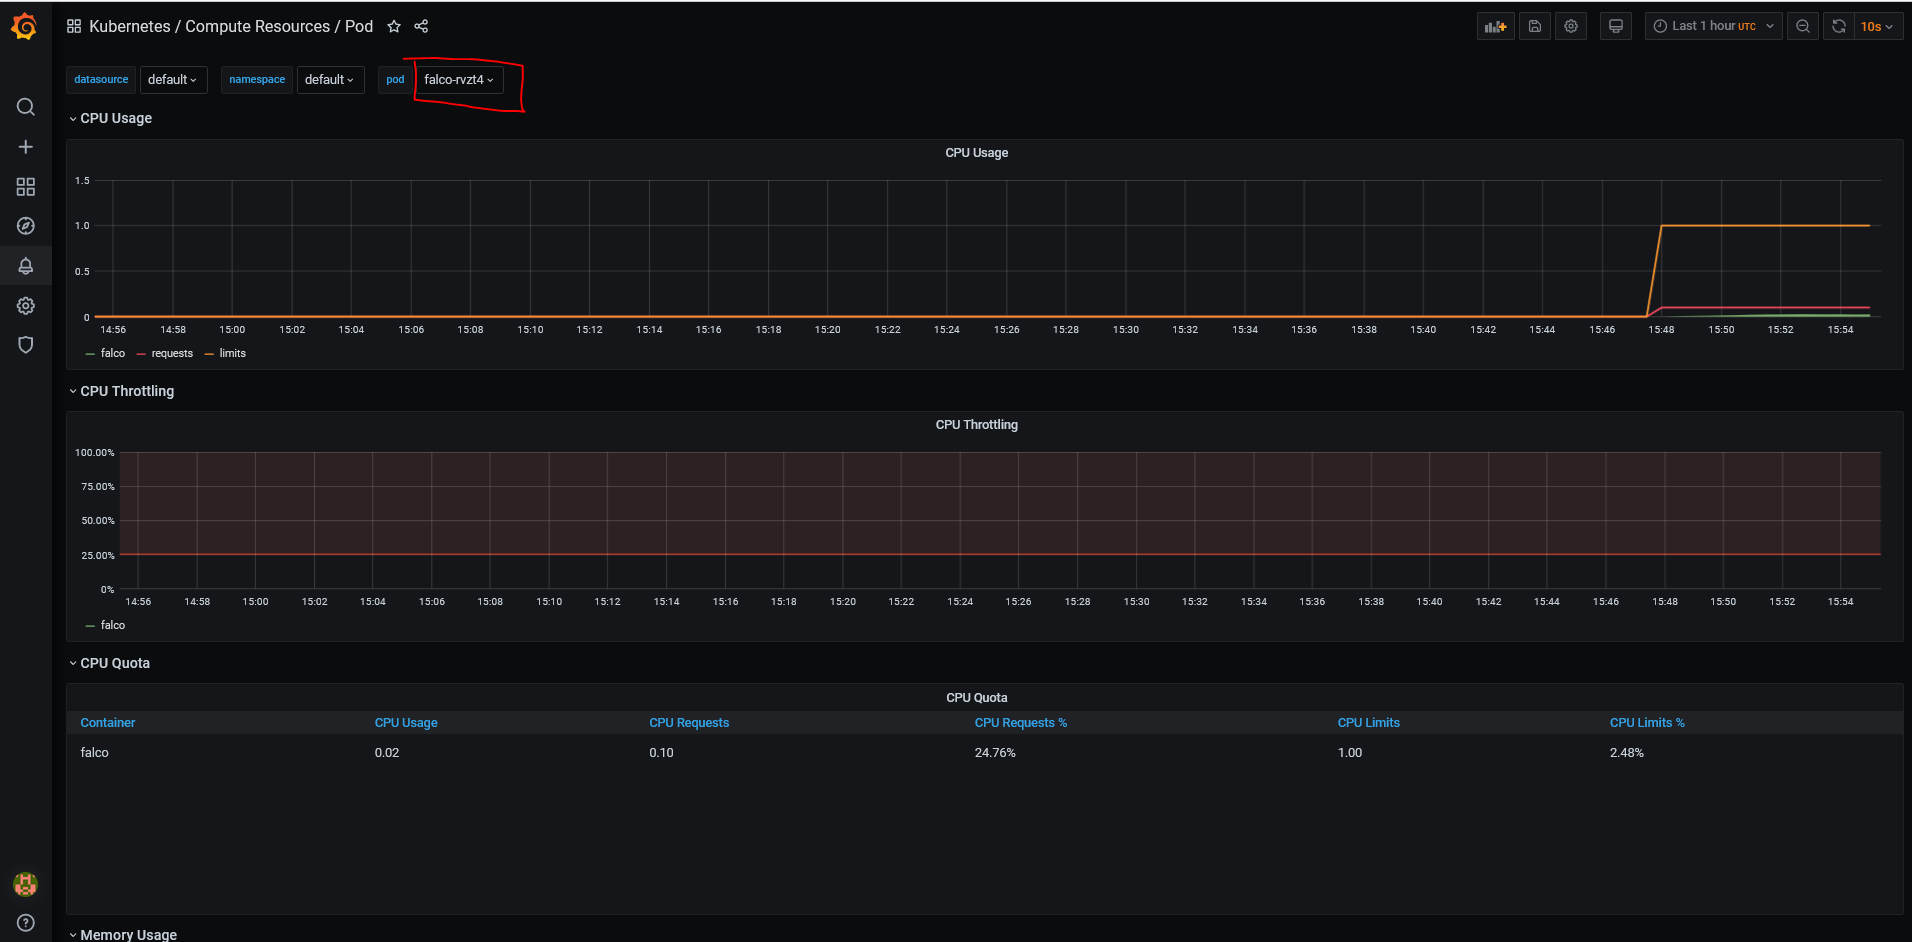 Kubernetes / Compute Resources / Pod
Last 1 hour UTC
10s
datasource default namespace default pod falco-rvzt4
CPU Usage
CPU Usage
1.5
1.0
0.5
0
14:56 14:58 15:00 15:02 15:04 15:06 15:08 15:10 15:12 15:14 15:16 15:18 15:20 15:22 15:24 15:26 15:28 15:30 15:32 15:34 15:36 15:38 15:40 15:42 15:44 15:46 15:48 15:50 15:52 15:54
falco requests limits
CPU Throttling
CPU Throttling
100.00%
75.00%
50.00%
25.00%
0%
14:56 14:58 15:00 15:02 15:04 15:06 15:08 15:10 15:12 15:14 15:16 15:18 15:20 15:22 15:24 15:26 15:28 15:30 15:32 15:34 15:36 15:38 15:40 15:42 15:44 15:46 15:48 15:50 15:52 15:54
falco
CPU Quota
CPU Quota
Container CPU Usage CPU Requests CPU Requests % CPU Limits CPU Limits %
falco 0.02 0.10 24.76% 1.00 2.48%
Memory Usage